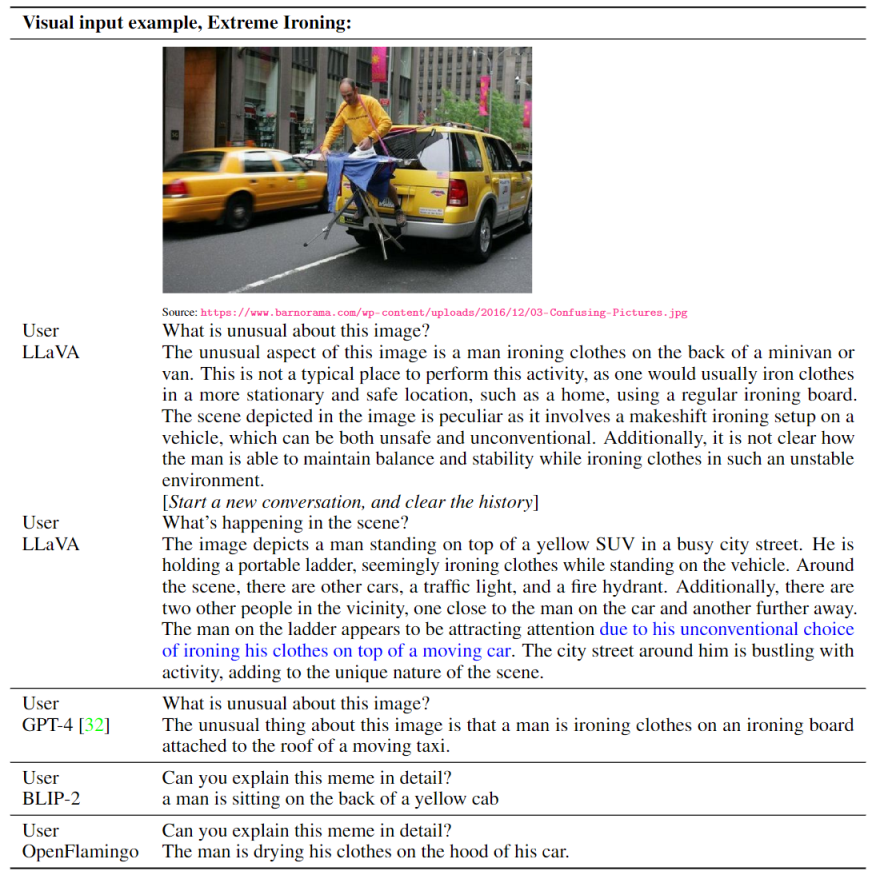 Visual input example, Extreme Ironing:
Source: https://www.barnorama.com/wp-content/uploads/2016/12/03-Confusing-Pictures.jpg
User What is unusual about this image?
LLaVA The unusual aspect of this image is a man ironing clothes on the back of a minivan or
van. This is not a typical place to perform this activity, as one would usually iron clothes
in a more stationary and safe location, such as a home, using a regular ironing board.
The scene depicted in the image is peculiar as it involves a makeshift ironing setup on a
vehicle, which can be both unsafe and unconventional. Additionally, it is not clear how
the man is able to maintain balance and stability while ironing clothes in such an unstable
environment.
[Start a new conversation, and clear the history]
User What's happening in the scene?
LLaVA The image depicts a man standing on top of a yellow SUV in a busy city street. He is
holding a portable ladder, seemingly ironing clothes while standing on the vehicle. Around
the scene, there are other cars, a traffic light, and a fire hydrant. Additionally, there are
two other people in the vicinity, one close to the man on the car and another further away.
The man on the ladder appears to be attracting attention due to his unconventional choice
of ironing his clothes on top of a moving car. The city street around him is bustling with
activity, adding to the unique nature of the scene.
User What is unusual about this image?
GPT-4 [32] The unusual thing about this image is that a man is ironing clothes on an ironing board
attached to the roof of a moving taxi.
User Can you explain this meme in detail?
BLIP-2 a man is sitting on the back of a yellow cab
User Can you explain this meme in detail?
OpenFlamingo The man is drying his clothes on the hood of his car.